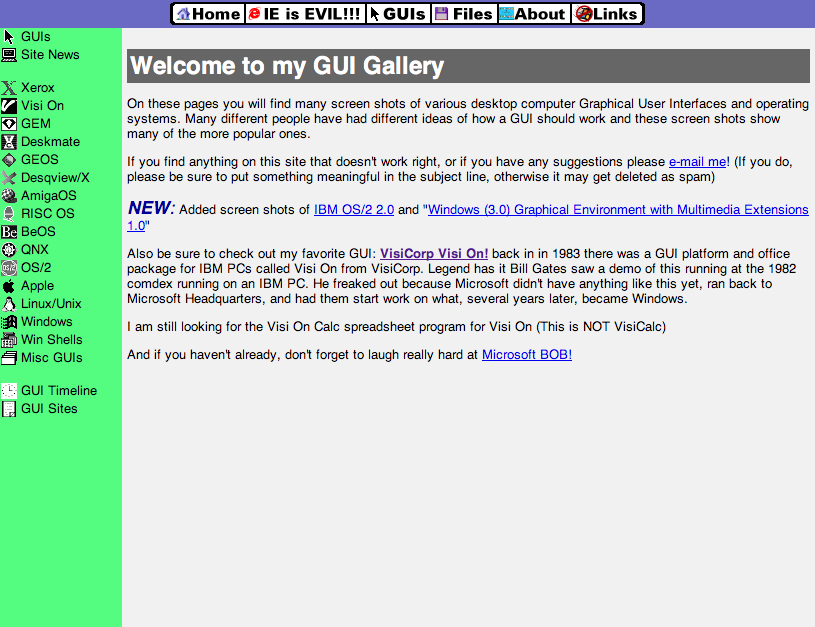 Home IE is EVIL!!! GUIs Files About Links
GUIs
Site News
Xerox
Visi On
GEM
Deskmate
GEOS
Desqview/X
AmigaOS
RISC OS
BeOS
QNX
OS/2
Apple
Linux/Unix
Windows
Win Shells
Misc GUIs
GUI Timeline
GUI Sites
Welcome to my GUI Gallery
On these pages you will find many screen shots of various desktop computer Graphical User Interfaces and operating
systems. Many different people have had different ideas of how a GUI should work and these screen shots show
many of the more popular ones.
If you find anything on this site that doesn't work right, or if you have any suggestions please e-mail me! (If you do,
please be sure to put something meaningful in the subject line, otherwise it may get deleted as spam)
NEW: Added screen shots of IBM OS/2 2.0 and "Windows (3.0) Graphical Environment with Multimedia Extensions
1.0"
Also be sure to check out my favorite GUI: VisiCorp Visi On! back in in 1983 there was a GUI platform and office
package for IBM PCs called Visi On from VisiCorp. Legend has it Bill Gates saw a demo of this running at the 1982
comdex running on an IBM PC. He freaked out because Microsoft didn't have anything like this yet, ran back to
Microsoft Headquarters, and had them start work on what, several years later, became Windows.
I am still looking for the Visi On Calc spreadsheet program for Visi On (This is NOT VisiCalc)
And if you haven't already, don't forget to laugh really hard at Microsoft BOB!